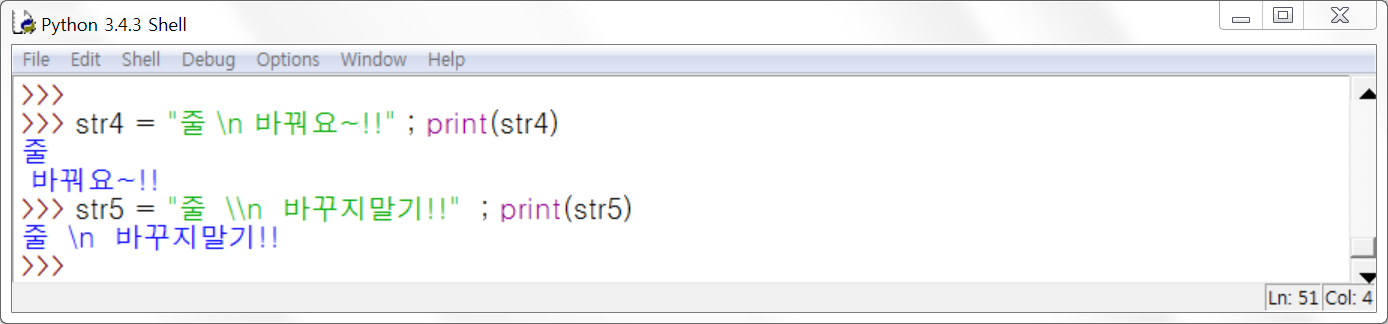 Python 3.4.3 Shell
File Edit Shell Debug Options Window Help
>>>
>>> str4 = "줄 \n 바꿔요~!!" ; print(str4)
줄
 바꿔요~!!
>>> str5 = "줄  \\n  바꾸지말기!!"  ; print(str5)
줄  \n  바꾸지말기!!
>>>
Ln: 51 Col: 4